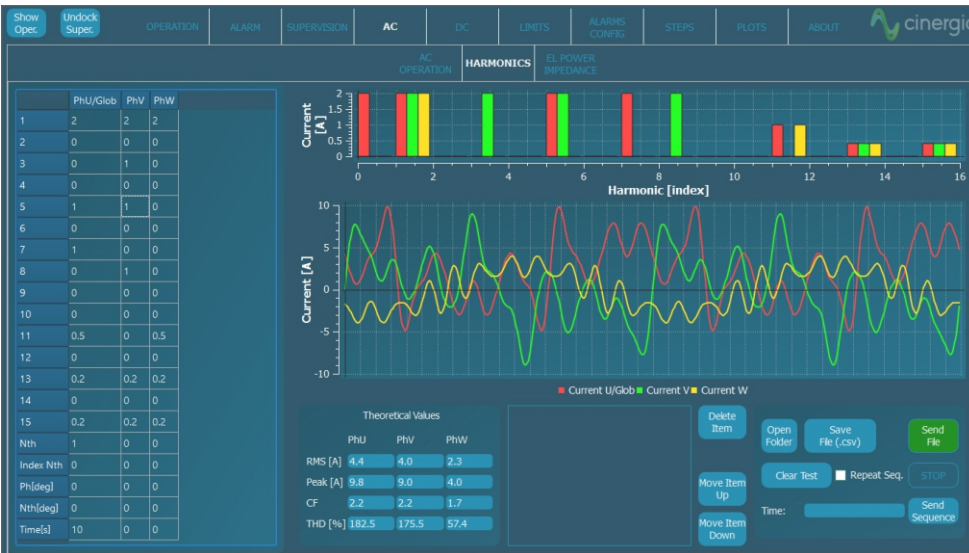 Show Oper.
Undock Super.
OPERATION
ALARM
SUPERVISION
AC
DC
LIMITS
ALARMS CONFIG
STEPS
PLOTS
ABOUT
cinergia
AC OPERATION
HARMONICS
EL POWER IMPEDANCE
PhU/Glob PhV PhW
1 2 2 2
2 0 0 0
3 0 1 0
4 0 0 0
5 1 1 0
6 0 0 0
7 1 0 0
8 0 1 0
9 0 0 0
10 0 0 0
11 0.5 0 0.5
12 0 0 0
13 0.2 0.2 0.2
14 0 0 0
15 0.2 0.2 0.2
Nth 1 0 0
Index Nth 0 0 0
Ph[deg] 0 0 0
Nth[deg] 0 0 0
Time[s] 10 0 0
Current [A]
2
1.5
1
0.5
0
0 2 4 6 8 10 12 14 16
Harmonic [index]
Current [A]
10
5
0
-5
-10
Current U/Glob Current V Current W
Theoretical Values
PhU PhV PhW
RMS [A] 4.4 4.0 2.3
Peak [A] 9.8 9.0 4.0
CF 2.2 2.2 1.7
THD [%] 182.5 175.5 57.4
Delete Item
Move Item Up
Move Item Down
Open Folder
Save File (.csv)
Send File
Clear Test
Repeat Seq.
STOP
Time:
Send Sequence